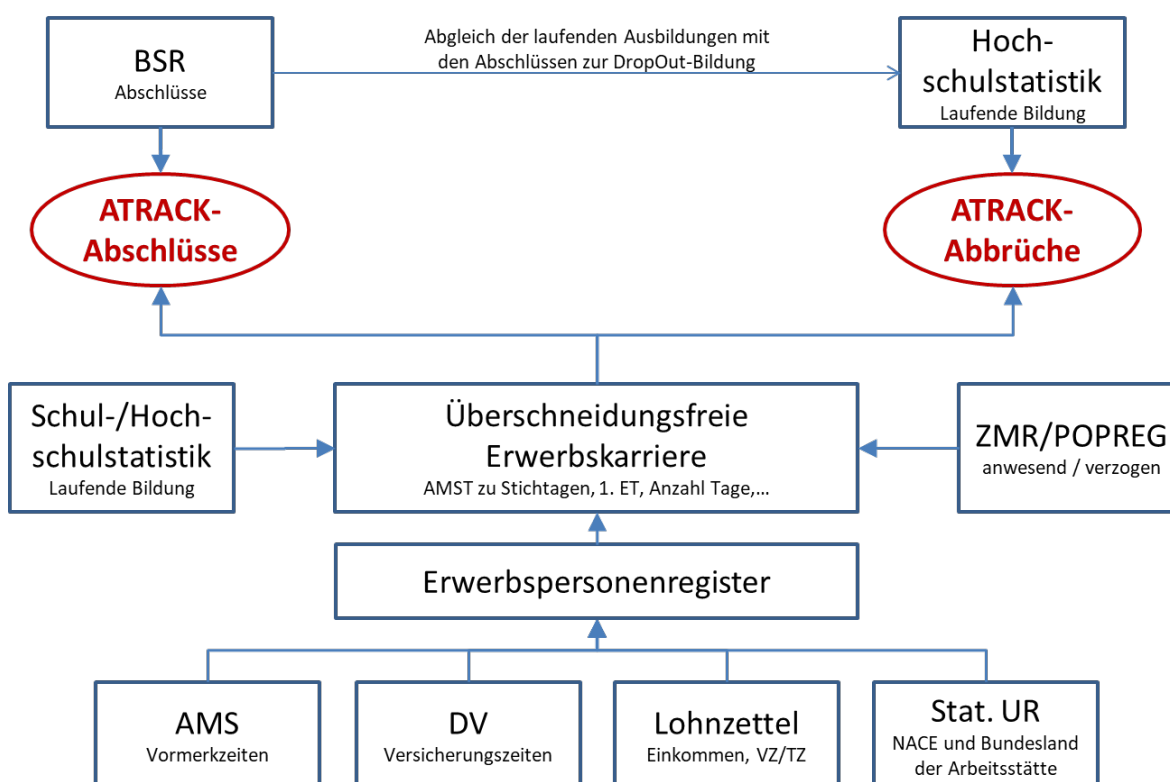 BSR
Abschlüsse
Abgleich der laufenden Ausbildungen mit
den Abschlüssen zur DropOut-Bildung
Hoch-
schulstatistik
Laufende Bildung
ATRACK-
Abschlüsse
ATRACK-
Abbrüche
Schul-/Hoch-
schulstatistik
Laufende Bildung
Überschneidungsfreie
Erwerbskarriere
AMST zu Stichtagen, 1. ET, Anzahl Tage,...
ZMR/POPREG
anwesend / verzogen
Erwerbspersonenregister
AMS
Vormerkzeiten
DV
Versicherungszeiten
Lohnzettel
Einkommen, VZ/TZ
Stat. UR
NACE und Bundesland
der Arbeitsstätte